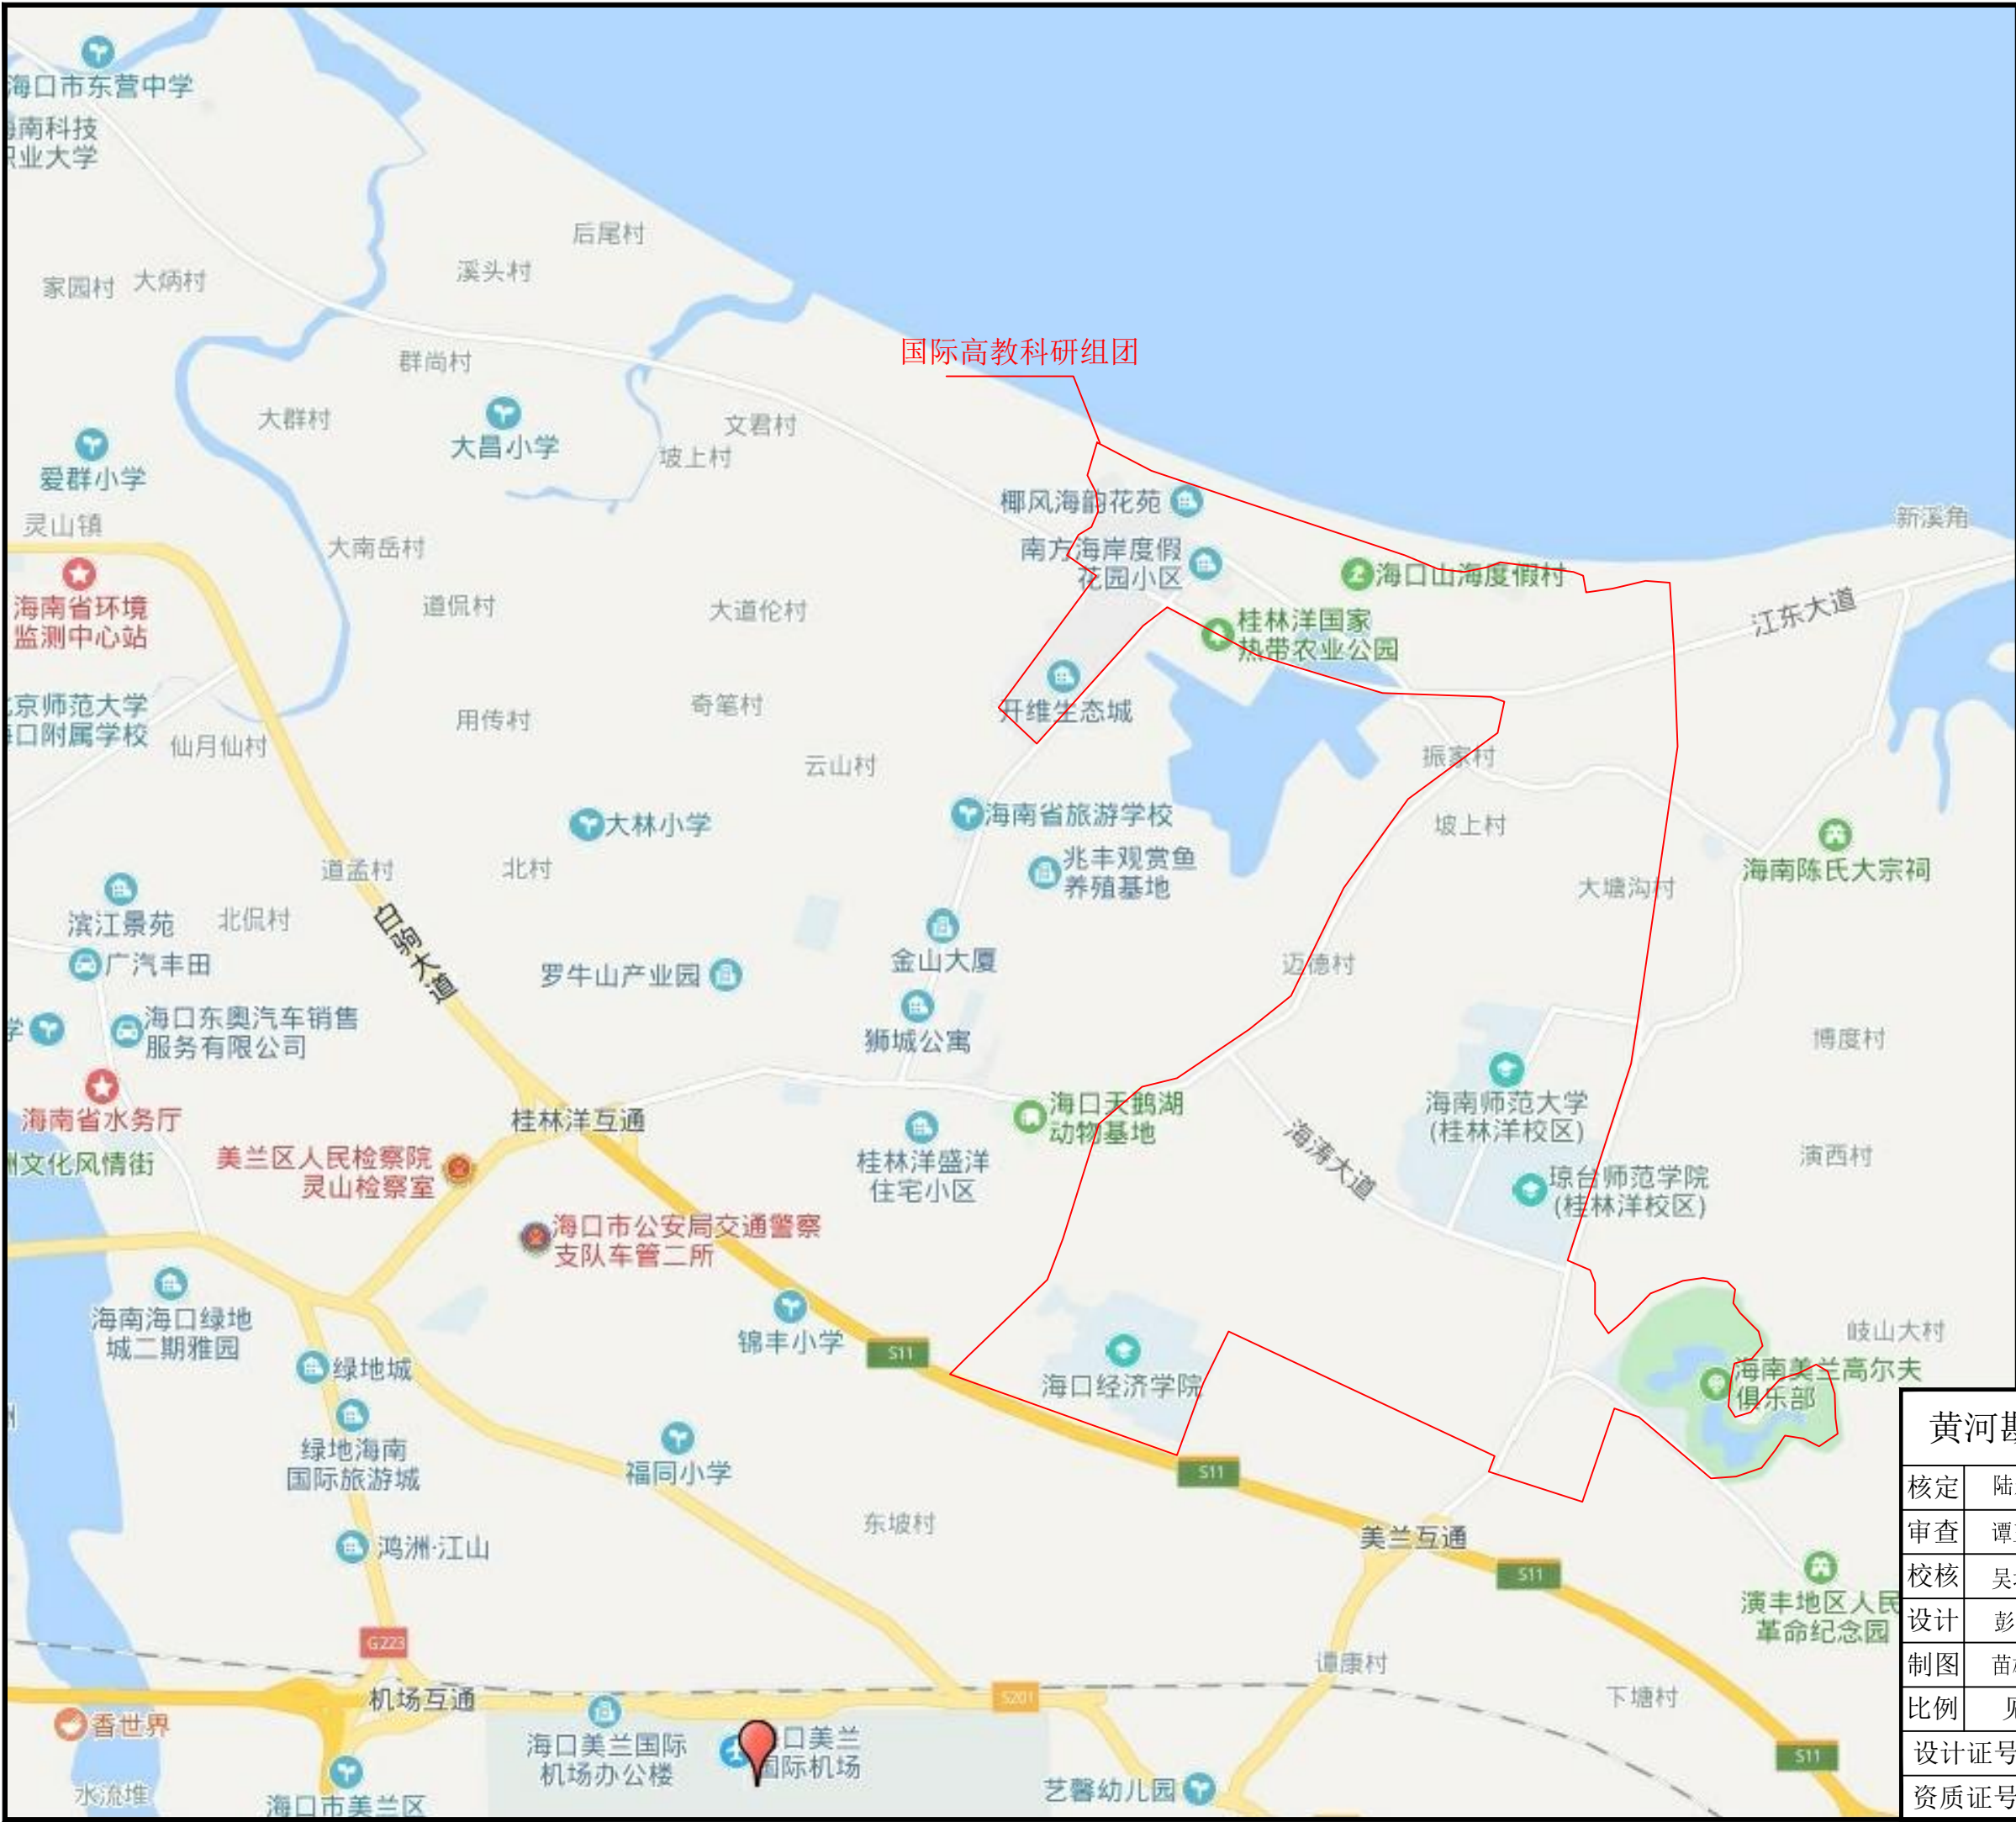 海口市东营中学
海南科技
职业大学
后尾村
溪头村
家园村
大炳村
国际高教科研组团
群尚村
大群村
大昌小学
文君村
坡上村
爱群小学
灵山镇
椰风海韵花苑
新溪角
大南岳村
南方海岸度假
花园小区
海口山海度假村
海南省环境
监测中心站
道侃村
大道伦村
桂林洋国家
热带农业公园
江东大道
京师范大学
口附属学校
仙月仙村
用传村
奇笔村
开维生态城
云山村
振家村
大林小学
海南省旅游学校
坡上村
兆丰观赏鱼
养殖基地
海南陈氏大宗祠
道孟村
北村
大塘沟村
滨江景苑
北侃村
白驹大道
广汽丰田
罗牛山产业园
金山大厦
迈德村
学
海口东奥汽车销售
服务有限公司
狮城公寓
博度村
海南省水务厅
桂林洋互通
海口天鹅湖
动物基地
海南师范大学
(桂林洋校区)
文化风情街
美兰区人民检察院
灵山检察室
桂林洋盛洋
住宅小区
海涛大道
演西村
琼台师范学院
(桂林洋校区)
海口市公安局交通警察
支队车管二所
海南海口绿地
城二期雅园
锦丰小学
S11
岐山大村
绿地城
海口经济学院
海南美兰高尔夫
俱乐部
绿地海南
国际旅游城
福同小学
S11
东坡村
美兰互通
鸿洲·江山
S11
演丰地区人民
革命纪念园
G223
谭康村
机场互通
S201
下塘村
香世界
海口美兰国际
机场办公楼
口美兰
国际机场
S11
水流堆
海口市美兰区
艺馨幼儿园
黄河
核定 陆
审查 谭
校核 吴
设计 彭
制图 苗
比例
设计证号
资质证号